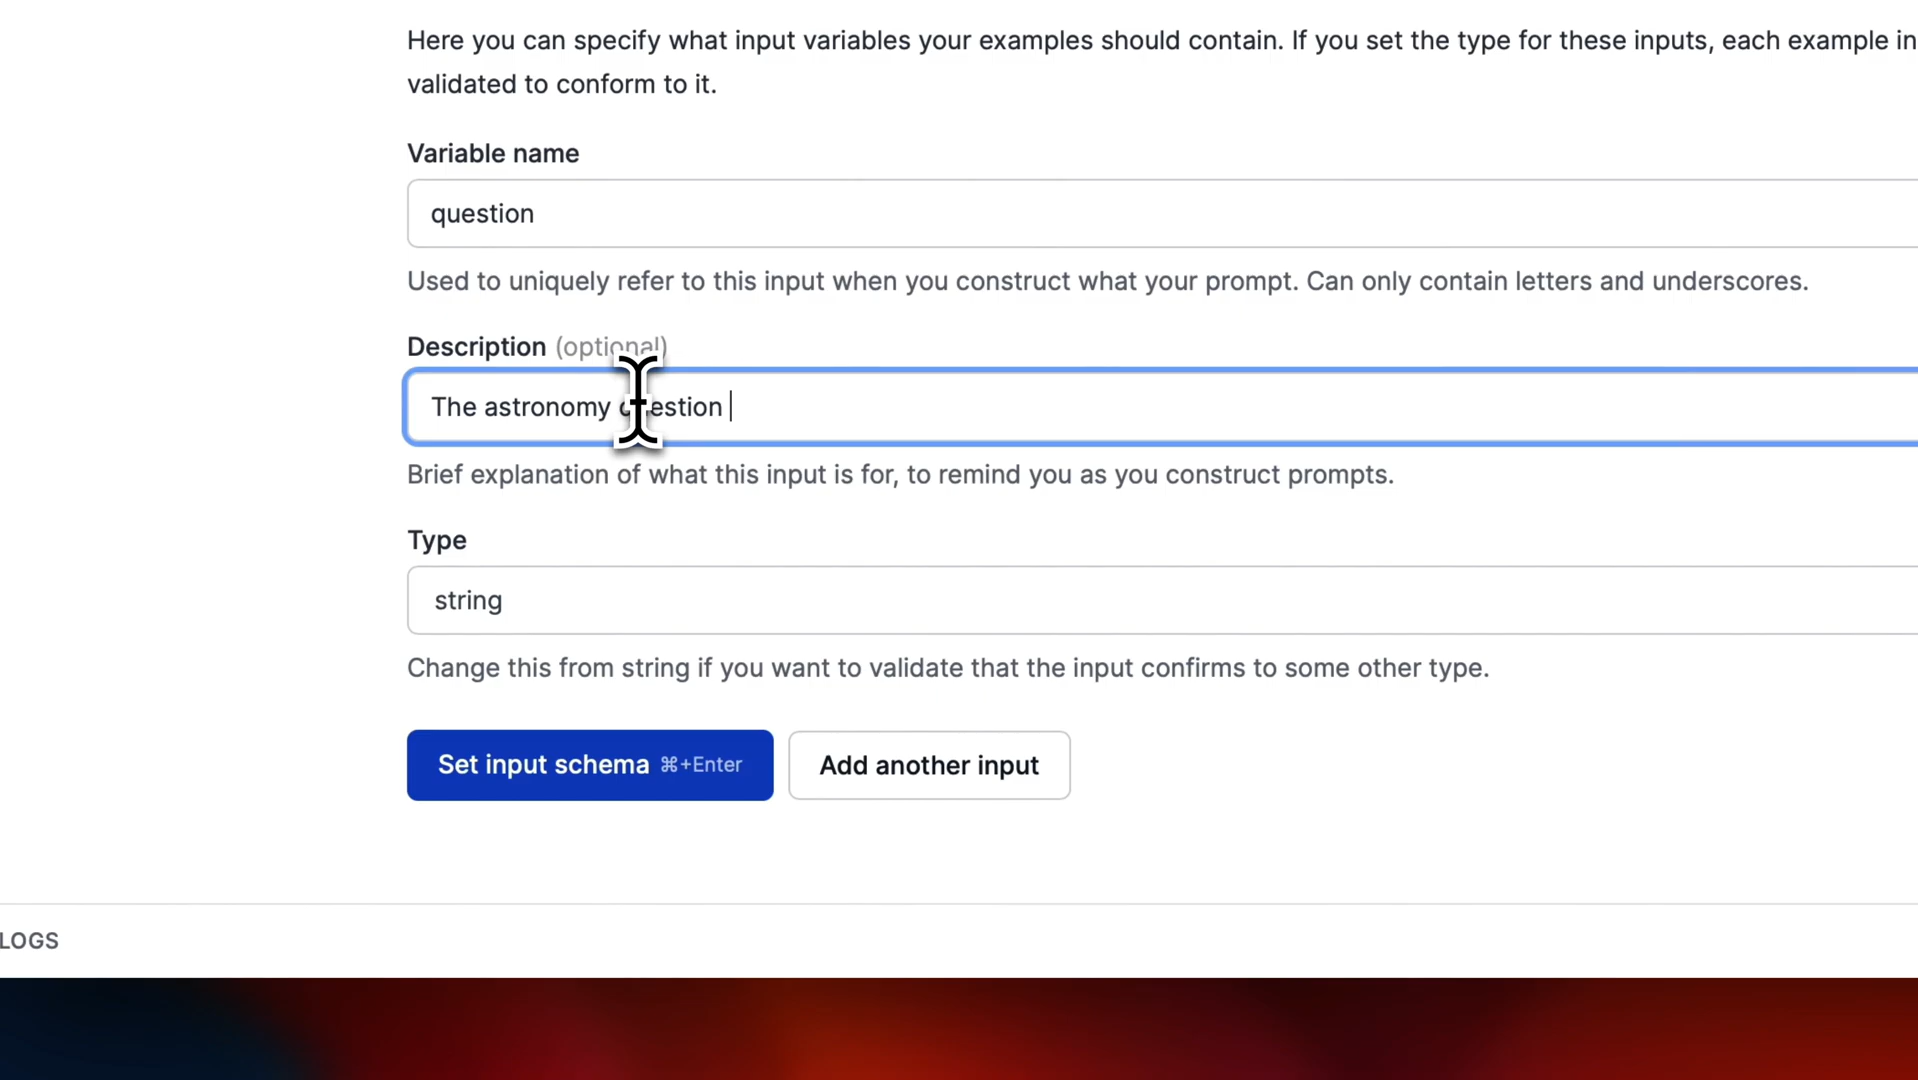 Here you can specify what input variables your examples should contain. If you set the type for these inputs, each example in
validated to conform to it.
Variable name
question
Used to uniquely refer to this input when you construct what your prompt. Can only contain letters and underscores.
Description (optional)
The astronomy question
Brief explanation of what this input is for, to remind you as you construct prompts.
Type
string
Change this from string if you want to validate that the input confirms to some other type.
Set input schema ⌘+Enter
Add another input
LOGS